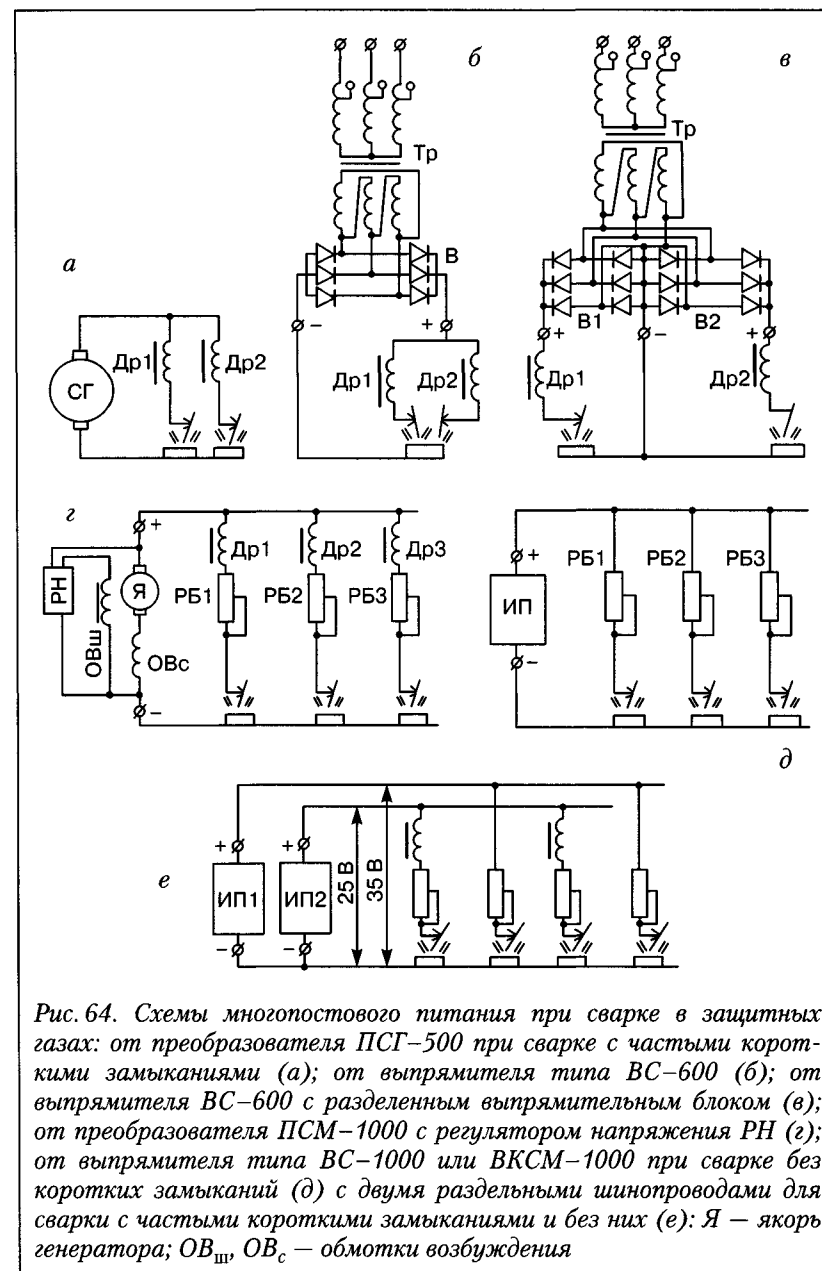 б
в
Тр
Тр
а
В
В1
В2
– +
+ – +
СГ
Др1
Др2
Др1
Др2
Др1
Др2
г
+
РН
ОВш
Я
ОВс
–
Др1
Др2
Др3
РБ1
РБ2
РБ3
+
ИП
–
РБ1
РБ2
РБ3
д
е
+
ИП1
–
+
ИП2
–
25 В
35 В
Рис. 64. Схемы многопостового питания при сварке в защитных
газах: от преобразователя ПСГ–500 при сварке с частыми корот-
кими замыканиями (а); от выпрямителя типа ВС–600 (б); от
выпрямителя ВС–600 с разделенным выпрямительным блоком (в);
от преобразователя ПСМ–1000 с регулятором напряжения РН (г);
от выпрямителя типа ВС–1000 или ВКСМ–1000 при сварке без
коротких замыканий (д) с двумя раздельными шинопроводами для
сварки с частыми короткими замыканиями и без них (е): Я — якорь
генератора; ОВш, ОВс — обмотки возбуждения